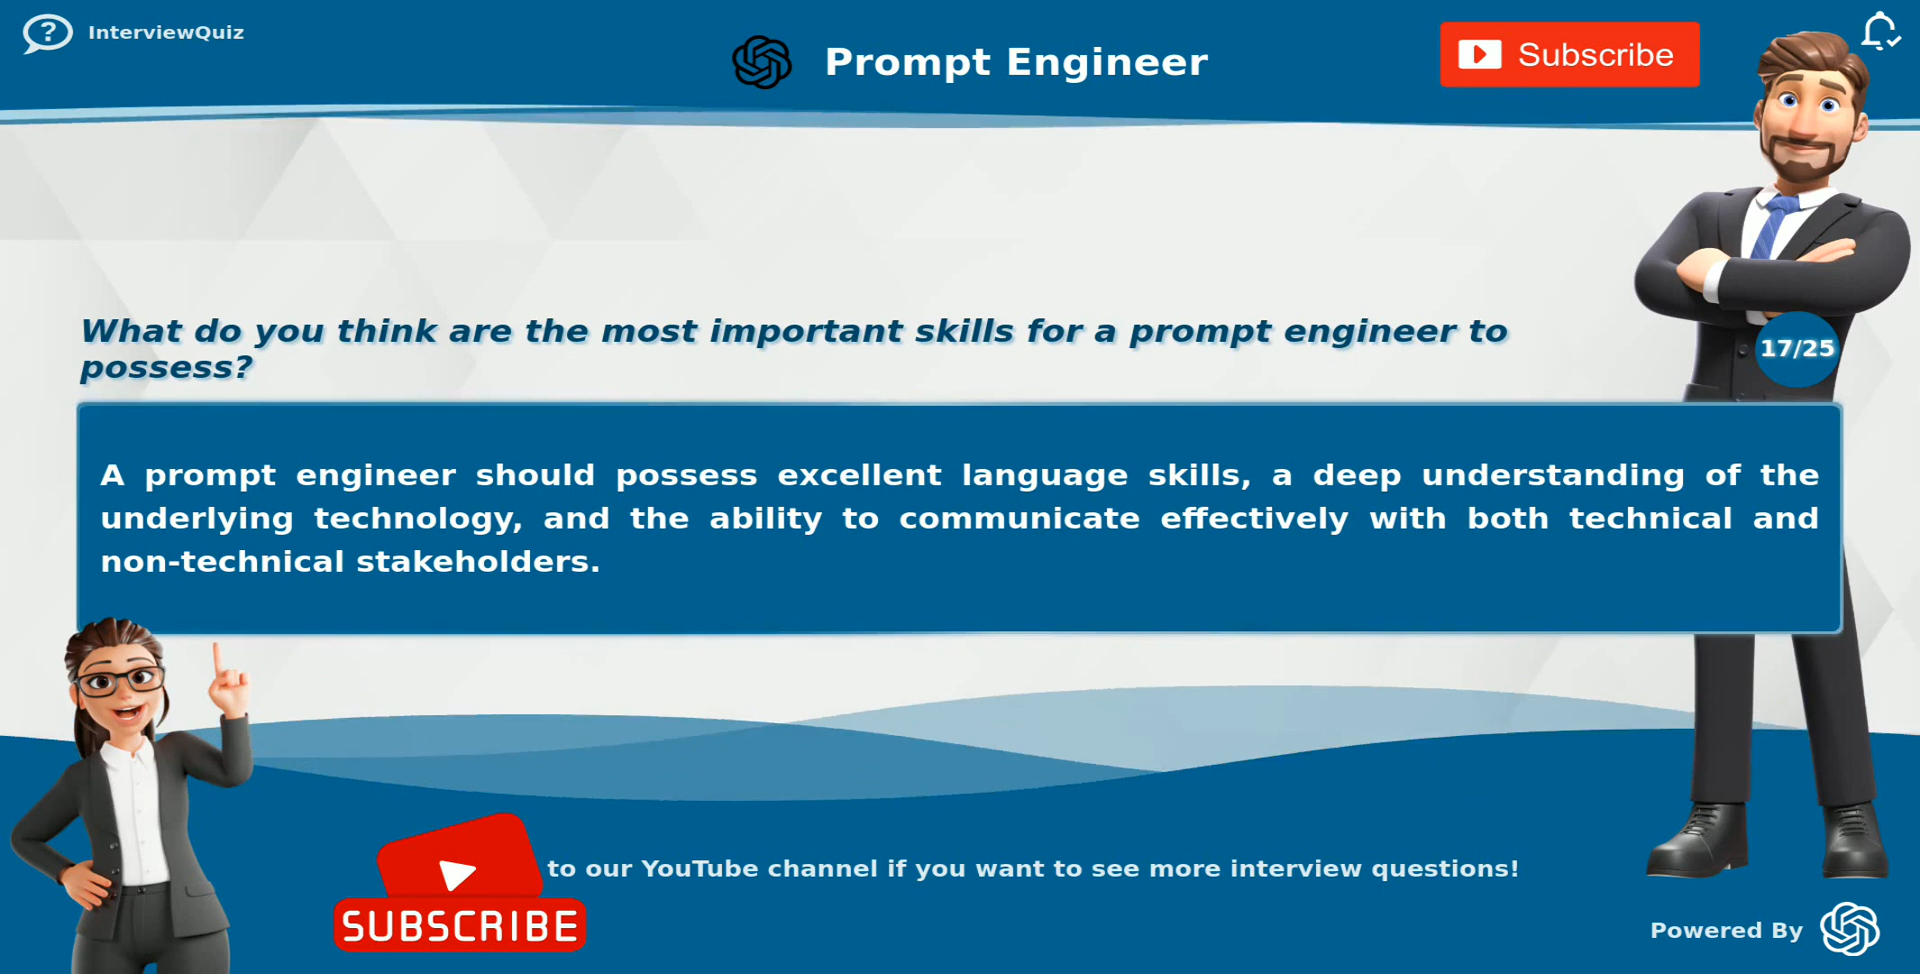 InterviewQuiz
Prompt Engineer
Subscribe
What do you think are the most important skills for a prompt engineer to
possess?
17/25
A prompt engineer should possess excellent language skills, a deep understanding of the
underlying technology, and the ability to communicate effectively with both technical and
non-technical stakeholders.
to our YouTube channel if you want to see more interview questions!
SUBSCRIBE
Powered By